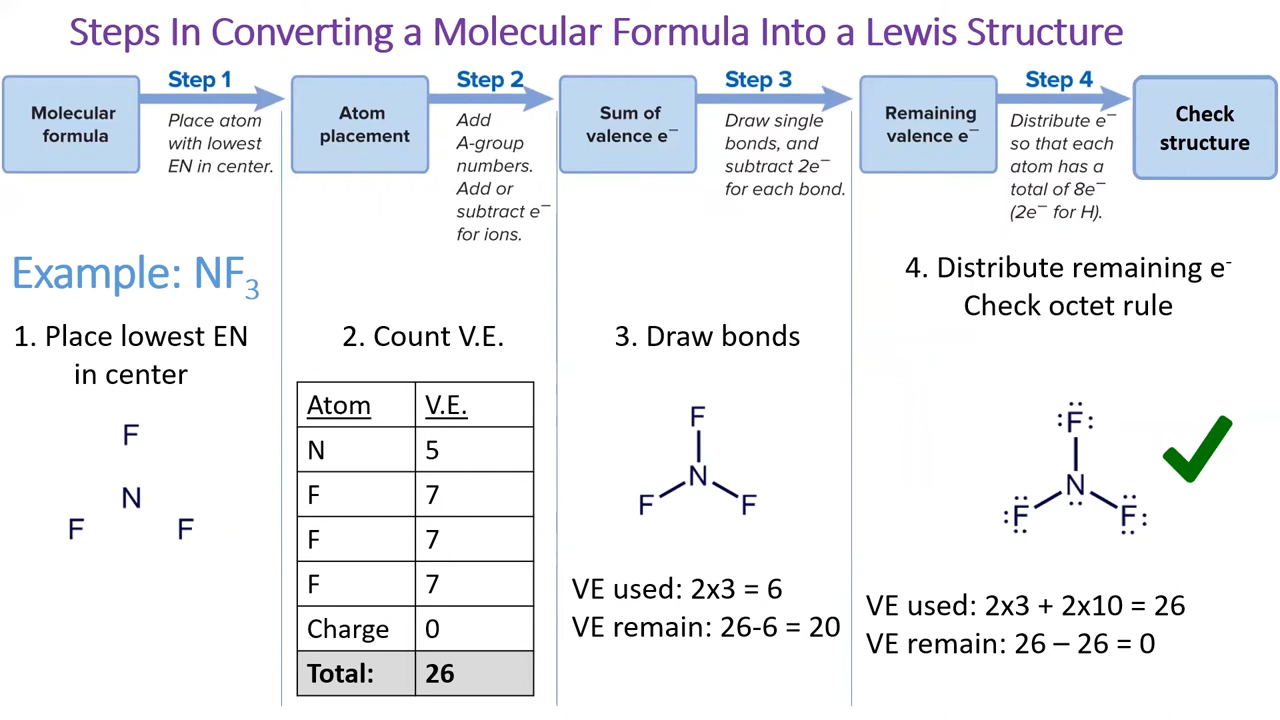 Steps In Converting a Molecular Formula Into a Lewis Structure
Molecular
formula
Step 1
Place atom
with lowest
EN in center.
Atom
placement
Step 2
Add
A-group
numbers.
Add or
subtract e⁻
for ions.
Sum of
valence e⁻
Step 3
Draw single
bonds, and
subtract 2e⁻
for each bond.
Remaining
valence e⁻
Step 4
Distribute e⁻
so that each
atom has a
total of 8e⁻
(2e⁻ for H).
Check
structure
Example: NF₃
1. Place lowest EN
in center
F
N
F F
2. Count V.E.
Atom V.E.
N 5
F 7
F 7
F 7
Charge 0
Total: 26
3. Draw bonds
F
N
F F
VE used: 2x3 = 6
VE remain: 26-6 = 20
4. Distribute remaining e⁻
Check octet rule
F
N
F F
VE used: 2x3 + 2x10 = 26
VE remain: 26 – 26 = 0